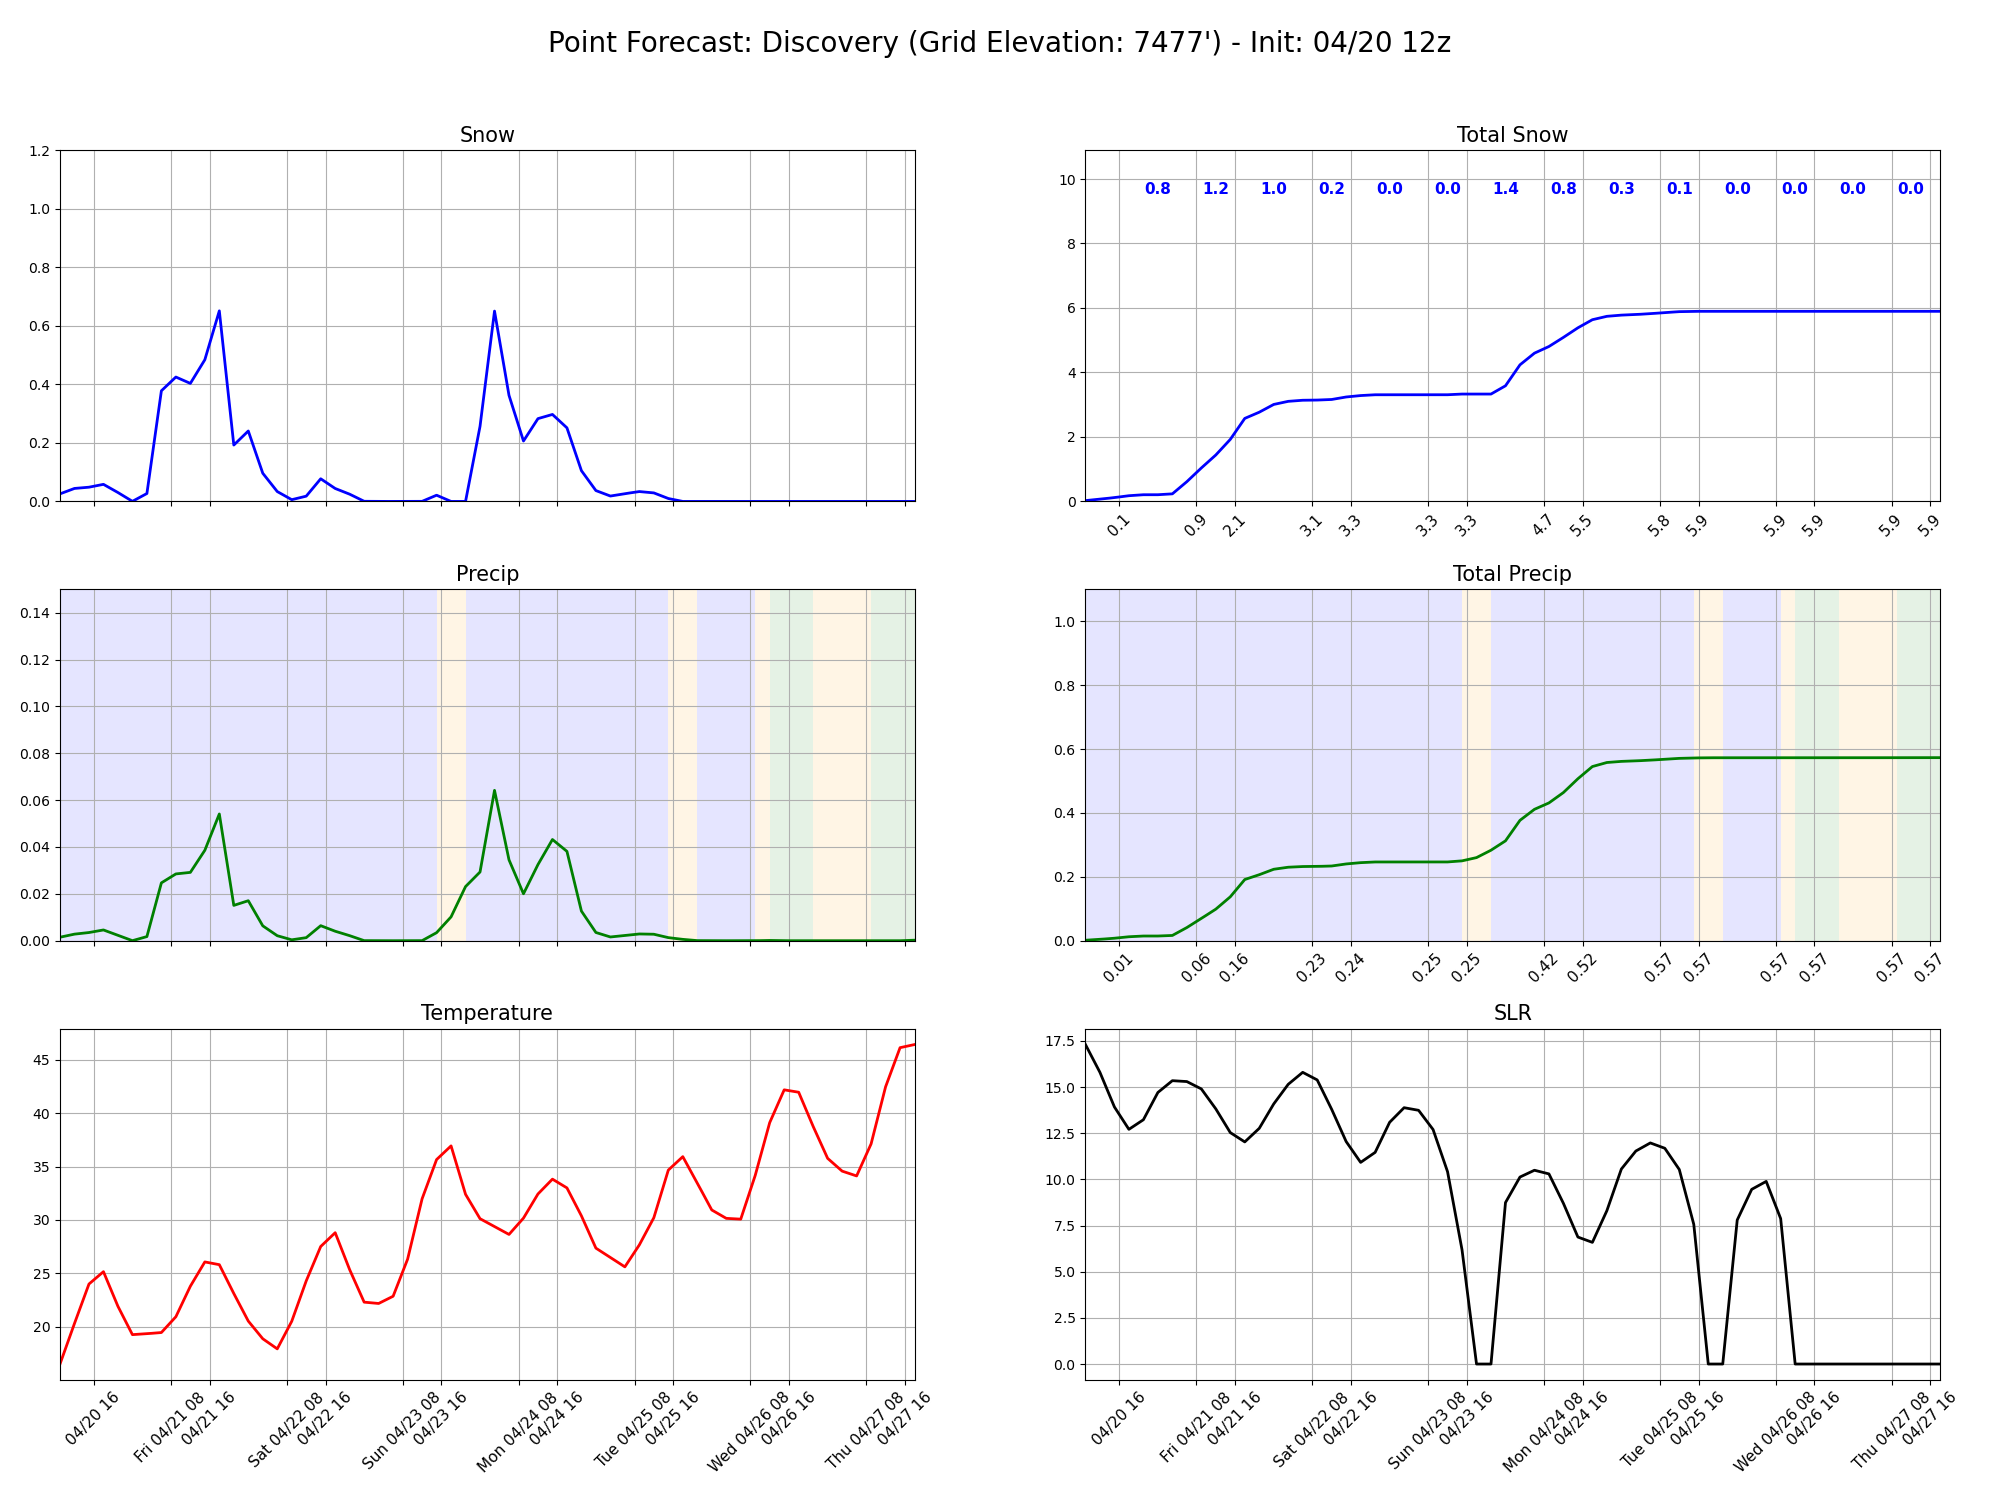 Point Forecast: Discovery (Grid Elevation: 7477') - Init: 04/20 12z
Snow
1.2
1.0
0.8
0.6
0.4
0.2
0.0
Total Snow
10
8
6
4
2
0
0.8 1.2 1.0 0.2 0.0 0.0 1.4 0.8 0.3 0.1 0.0 0.0 0.0 0.0
0.1 0.9 2.1 3.1 3.3 3.3 3.3 4.7 5.5 5.8 5.9 5.9 5.9 5.9 5.9
Precip
0.14
0.12
0.10
0.08
0.06
0.04
0.02
0.00
Total Precip
1.0
0.8
0.6
0.4
0.2
0.0
0.01 0.06 0.16 0.23 0.24 0.25 0.25 0.42 0.52 0.57 0.57 0.57 0.57 0.57 0.57
Temperature
45
40
35
30
25
20
04/20 16
Fri 04/21 08
04/21 16
Sat 04/22 08
04/22 16
Sun 04/23 08
04/23 16
Mon 04/24 08
04/24 16
Tue 04/25 08
04/25 16
Wed 04/26 08
04/26 16
Thu 04/27 08
04/27 16
SLR
17.5
15.0
12.5
10.0
7.5
5.0
2.5
0.0
04/20 16
Fri 04/21 08
04/21 16
Sat 04/22 08
04/22 16
Sun 04/23 08
04/23 16
Mon 04/24 08
04/24 16
Tue 04/25 08
04/25 16
Wed 04/26 08
04/26 16
Thu 04/27 08
04/27 16